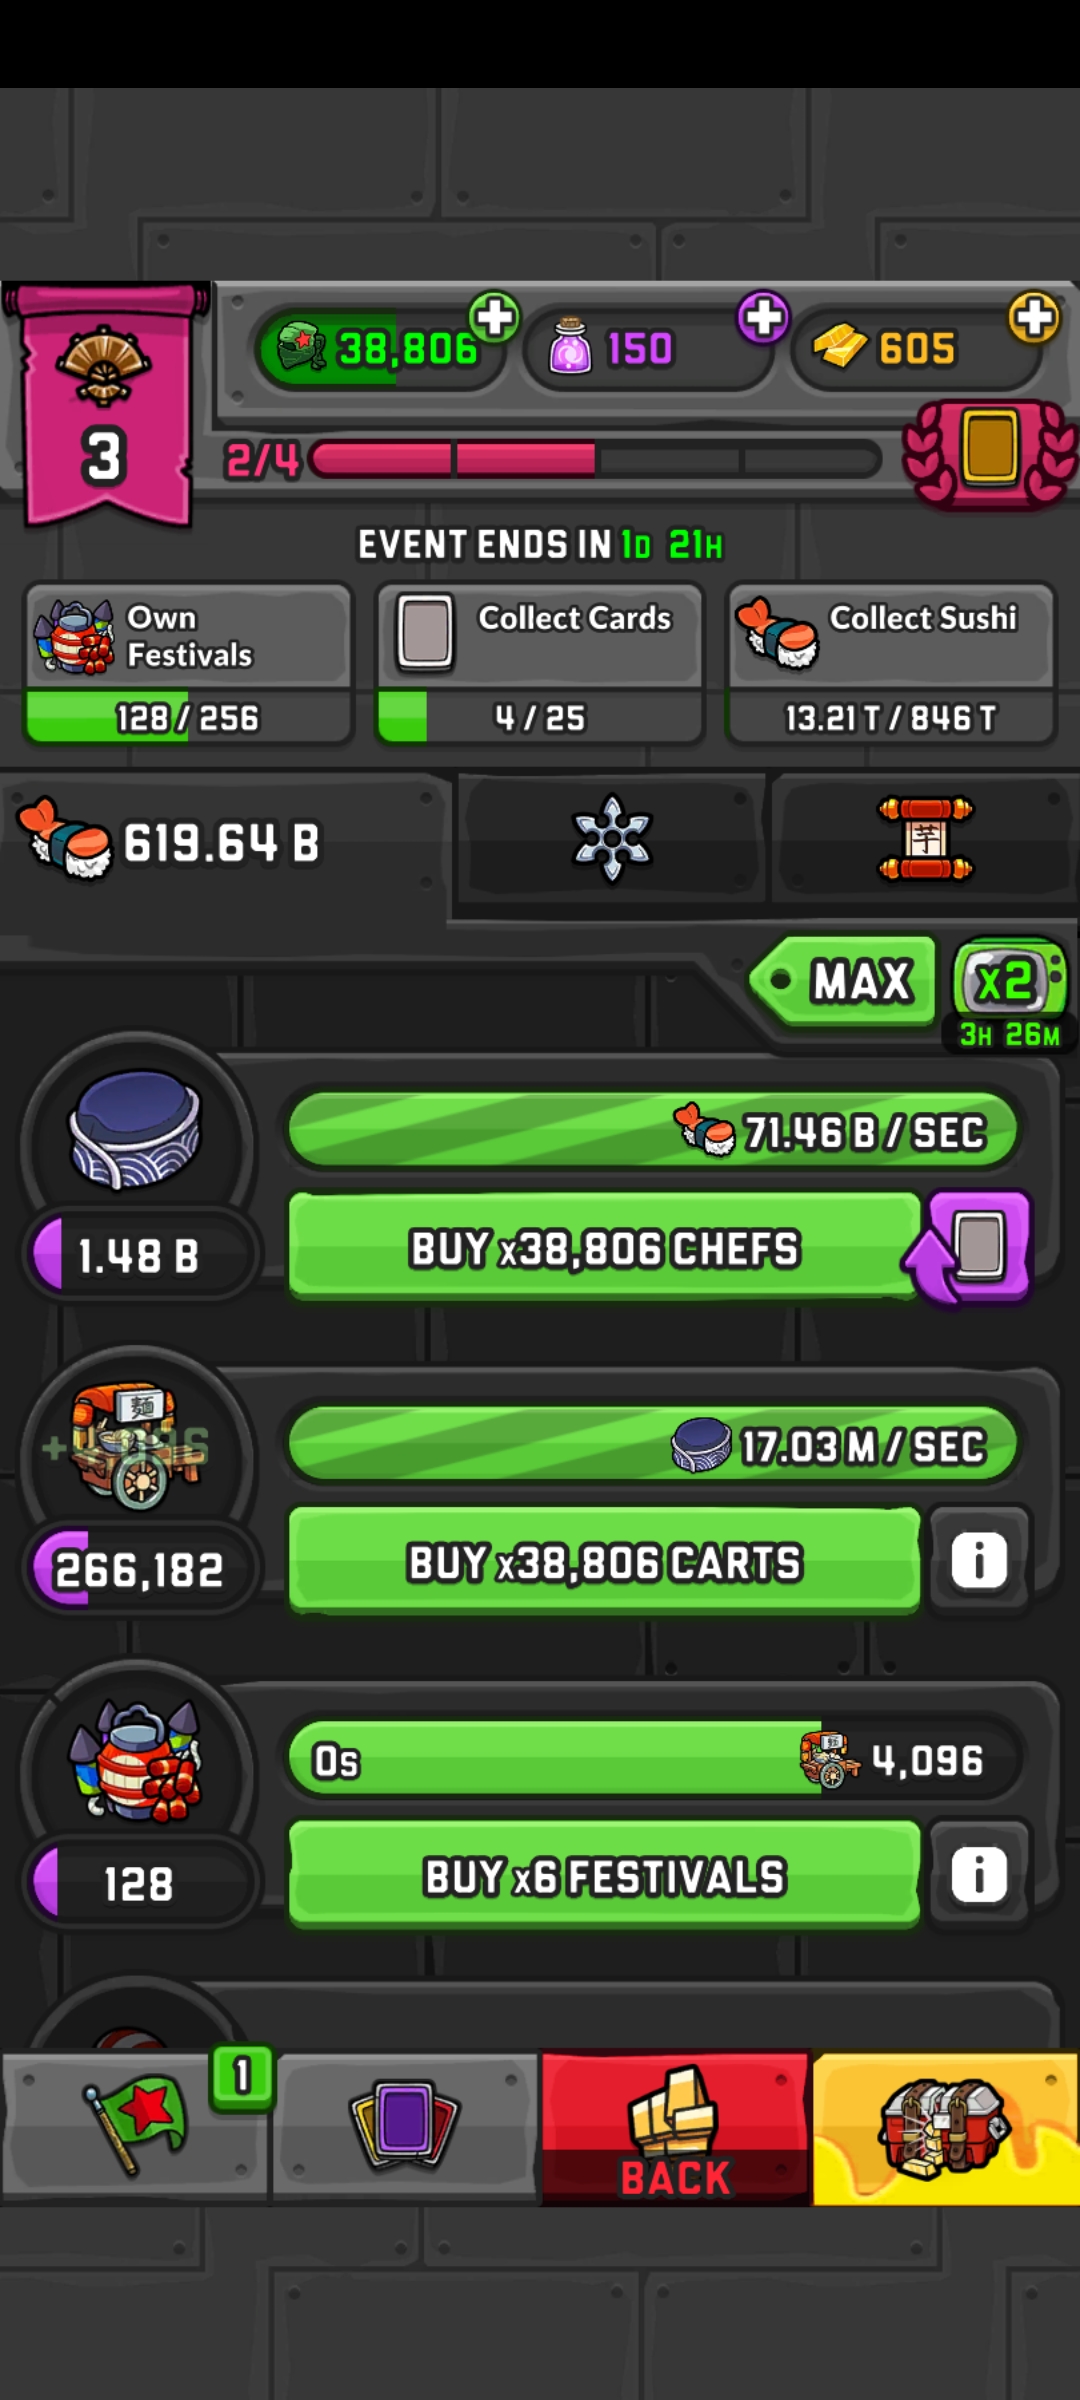 38,806
150
605
3
2/4
EVENT ENDS IN 1D 21H
Own
Festivals
128 / 256
Collect Cards
4 / 25
Collect Sushi
13.21 T / 846 T
619.64 B
芋
MAX
x2
3H 26M
71.46 B / SEC
1.48 B
BUY x38,806 CHEFS
麺
17.03 M / SEC
266,182
BUY x38,806 CARTS
0s
4,096
128
BUY x6 FESTIVALS
1
BACK